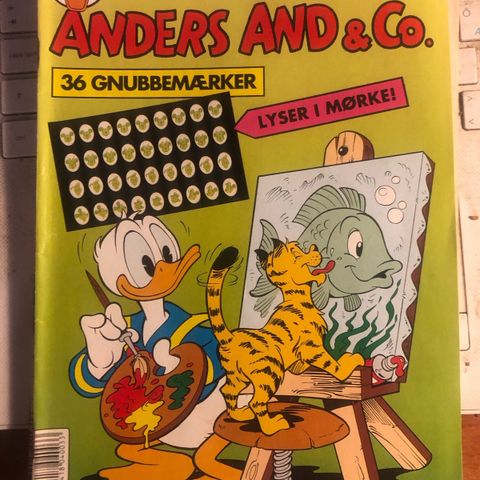 ANDERS AND & Co.
36 GNUBBEMÆRKER
LYSER I MØRKE!